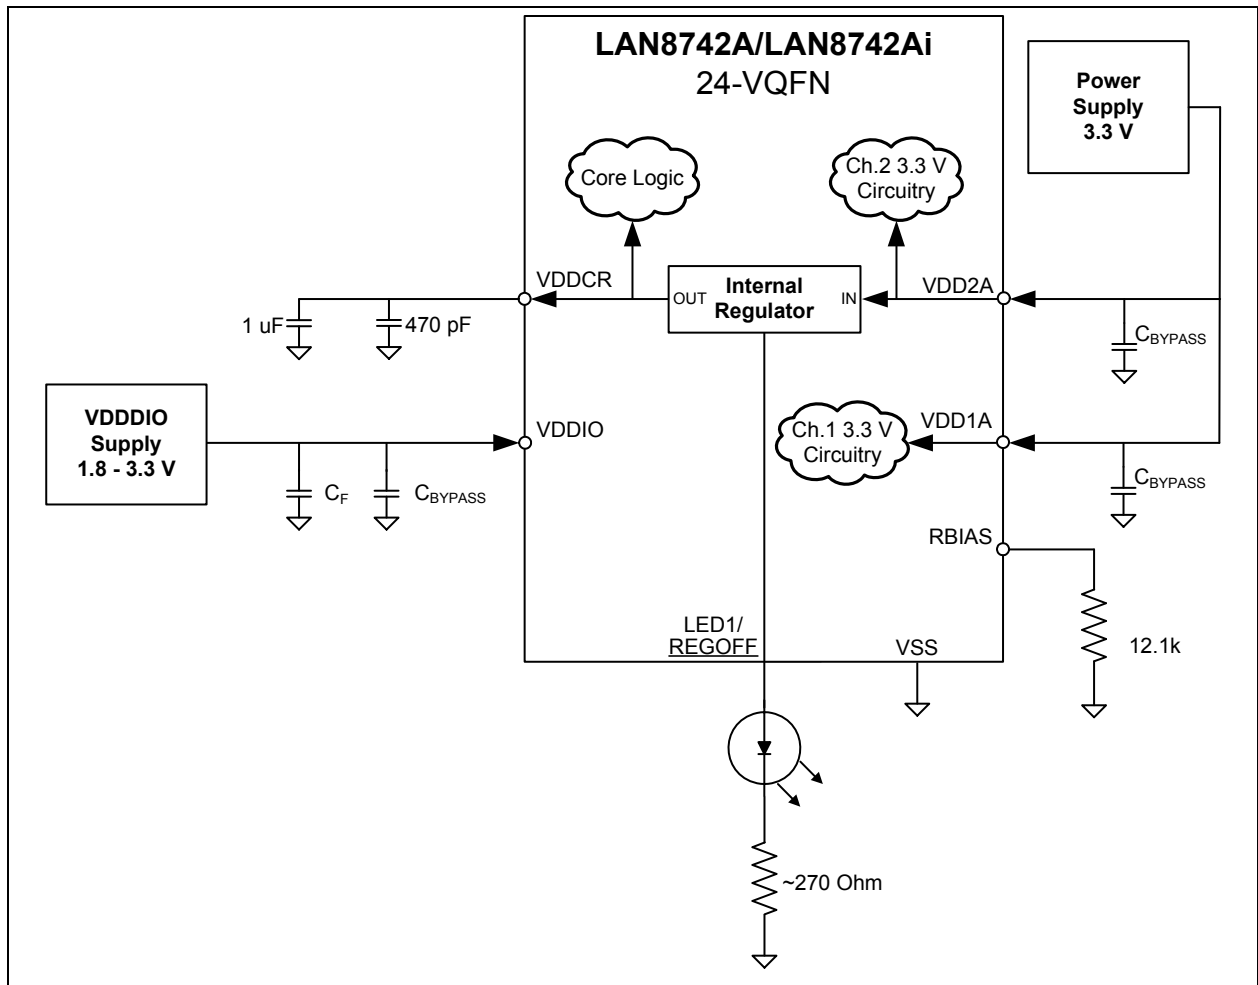 LAN8742A/LAN8742Ai
24-VQFN
Power
Supply
3.3 V
Core Logic
Ch.2 3.3 V
Circuitry
VDDCR
OUT
Internal
Regulator
IN
VDD2A
1 uF
470 pF
CBYPASS
VDDDIO
Supply
1.8 - 3.3 V
VDDIO
CF
CBYPASS
Ch.1 3.3 V
Circuitry
VDD1A
CBYPASS
RBIAS
12.1k
LED1/
REGOFF
VSS
~270 Ohm